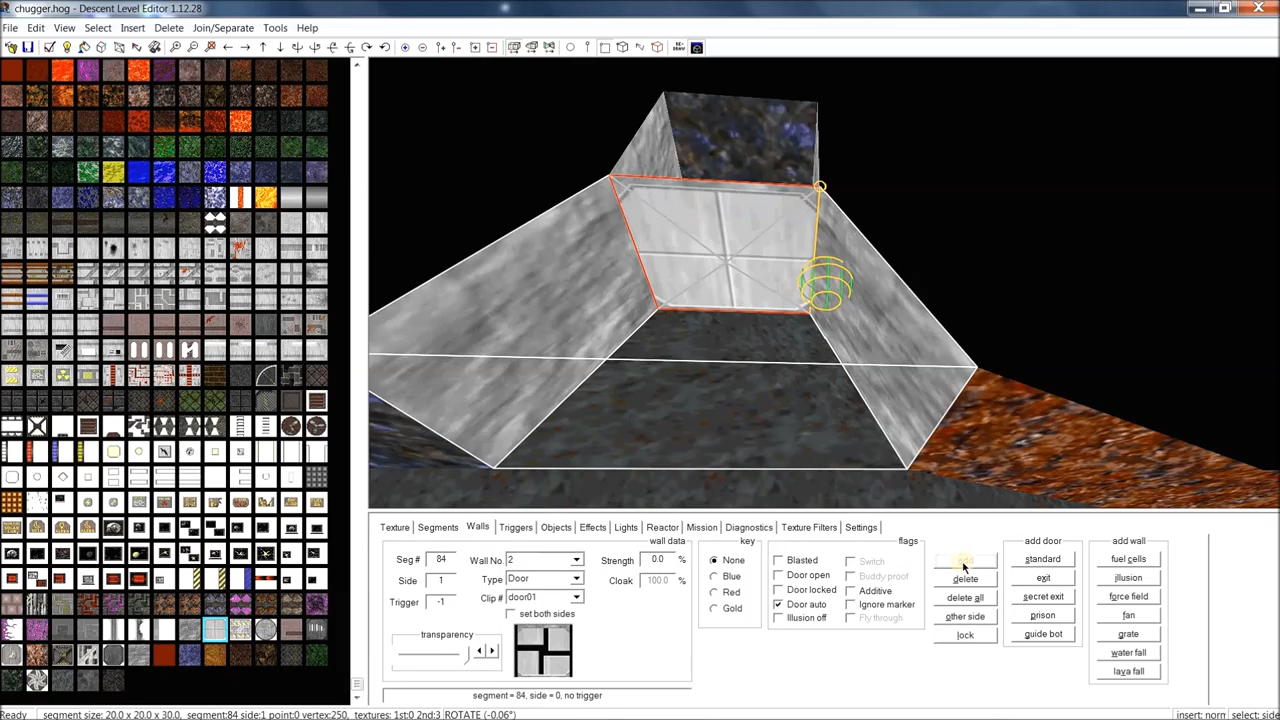 chugger.hog - Descent Level Editor 1.12.28
File Edit View Select Insert Delete Join/Separate Tools Help
Texture Segments Walls Triggers Objects Effects Lights Reactor Mission Diagnostics Texture Filters Settings
wall data key flags add door add wall
Seg # 84 Wall No. 2 Strength 0.0 % None Blasted Switch standard fuel cells
Side 1 Type Door Cloak 100.0 % Blue Door open Buddy proof delete exit illusion
Trigger -1 Clip # door01 Red Door locked Additive delete all secret exit force field
set both sides Gold Door auto Ignore marker other side prison fan
transparency Illusion off Fly through lock guide bot grate
water fall
lava fall
segment = 84, side = 0, no trigger
Ready segment size: 20.0 x 20.0 x 30.0, segment:84 side:1 point:0 vertex:250, textures: 1st:0 2nd:3 ROTATE (-0.06°) insert: norm select: side